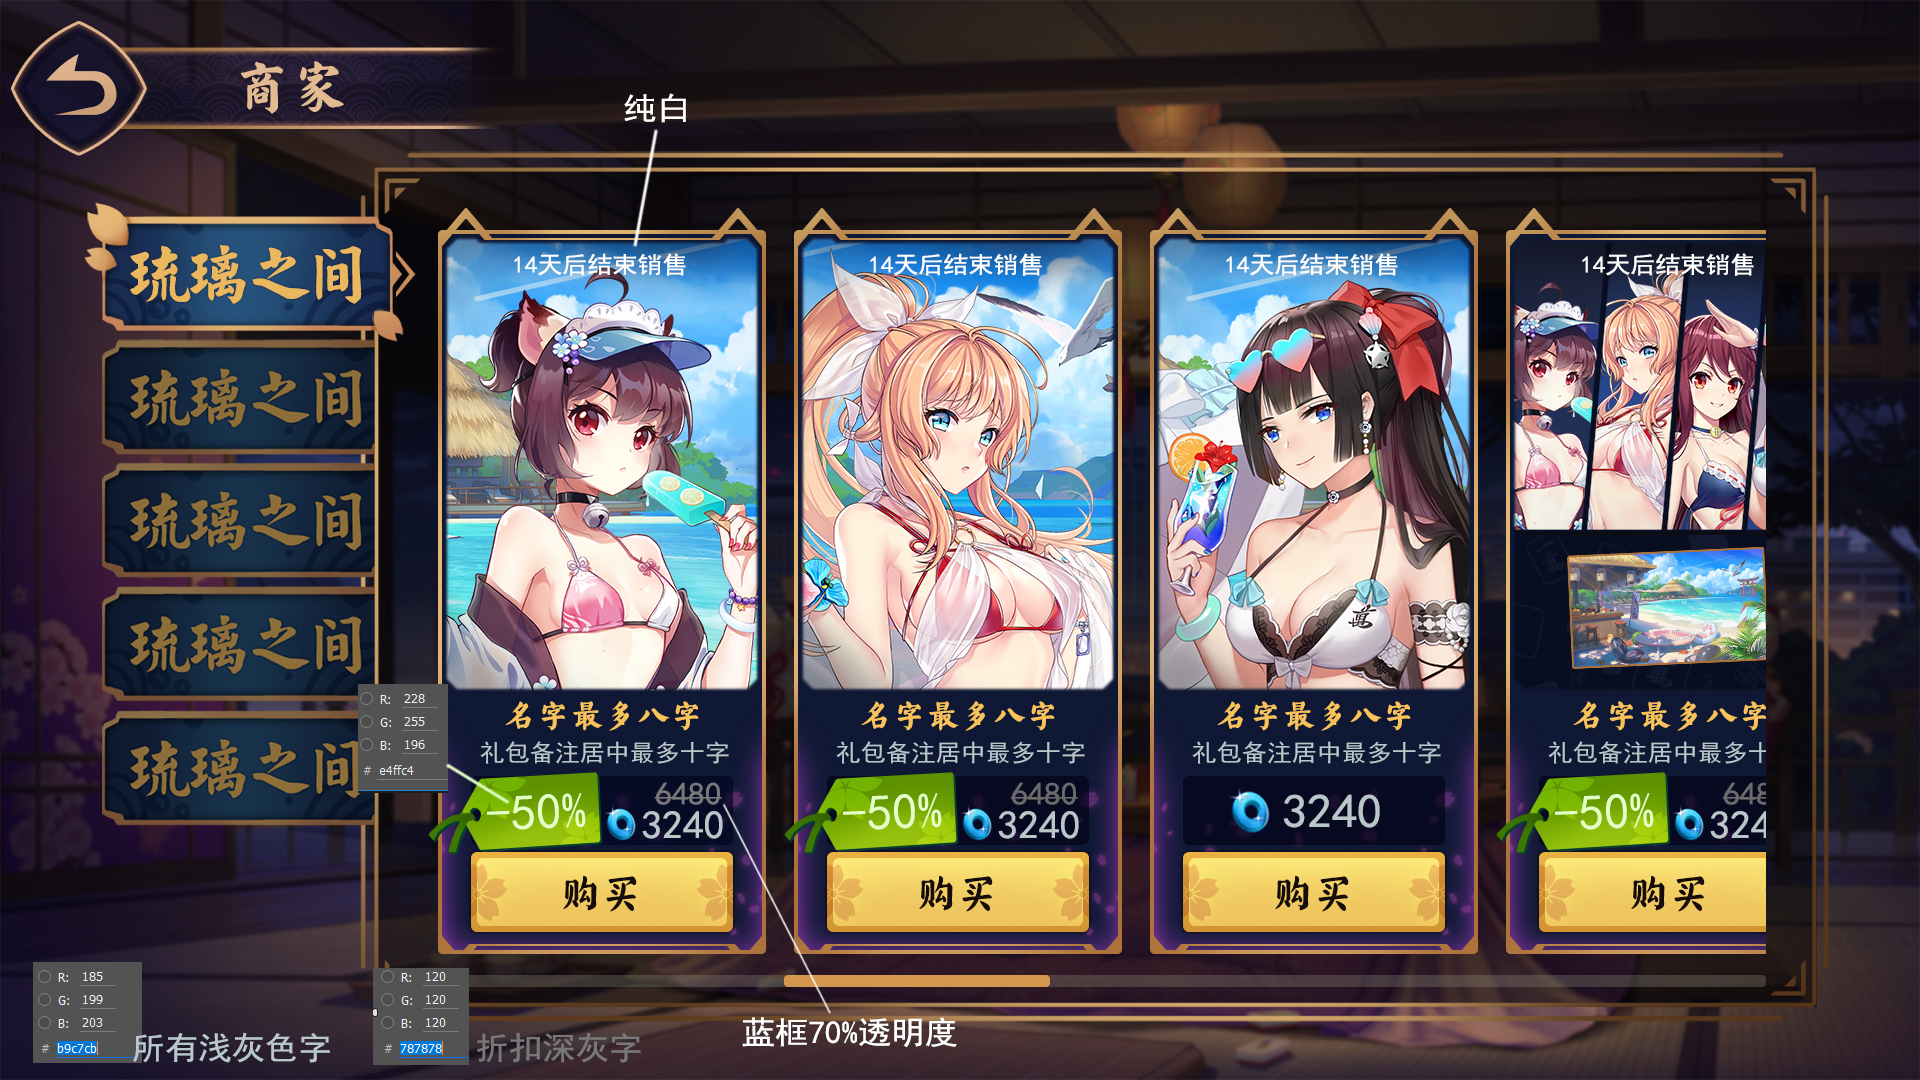 商家
纯白
琉璃之间
琉璃之间
琉璃之间
琉璃之间
琉璃之间
14天后结束销售
14天后结束销售
14天后结束销售
14天后结束销售
萬
名字最多八字
名字最多八字
名字最多八字
名字最多八字
礼包备注居中最多十字
礼包备注居中最多十字
礼包备注居中最多十字
礼包备注居中最多十
R: 228
G: 255
B: 196
# e4ffc4
-50%
6480
3240
-50%
6480
3240
3240
-50%
648
324
购买
购买
购买
购买
R: 185
G: 199
B: 203
# b9c7cb
所有浅灰色字
R: 120
G: 120
B: 120
# 787878
折扣深灰字
蓝框70%透明度